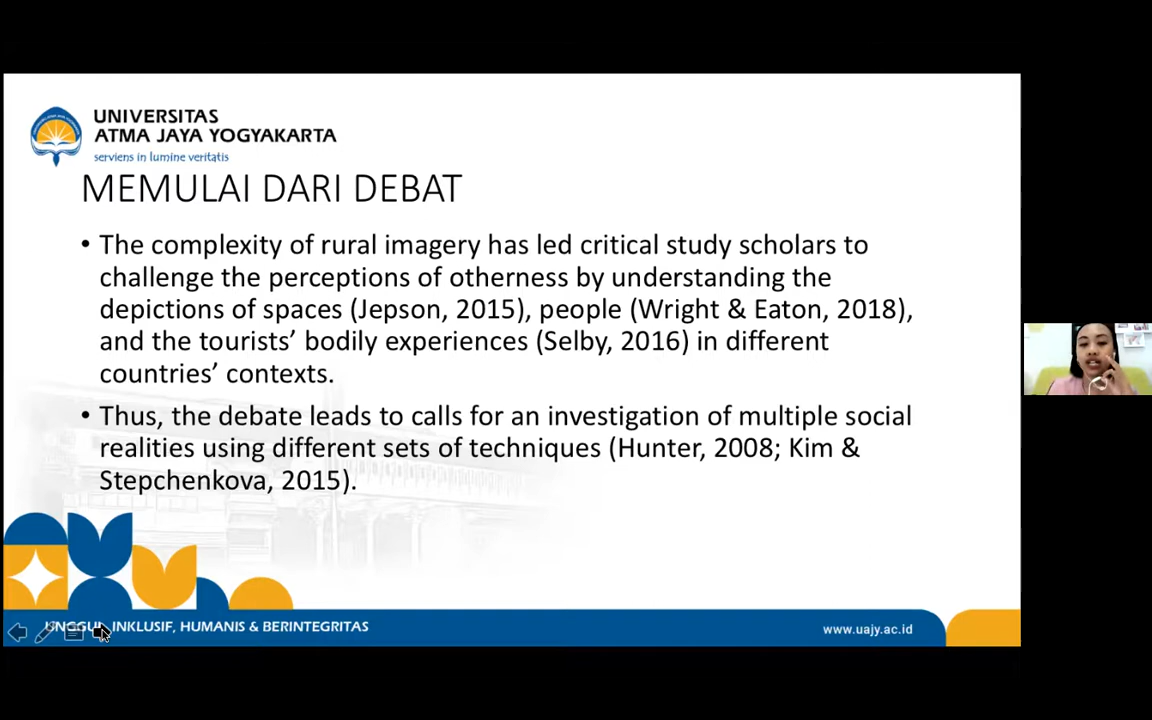 UNIVERSITAS
ATMA JAYA YOGYAKARTA
serviens in lumine veritatis
MEMULAI DARI DEBAT
• The complexity of rural imagery has led critical study scholars to
challenge the perceptions of otherness by understanding the
depictions of spaces (Jepson, 2015), people (Wright & Eaton, 2018),
and the tourists’ bodily experiences (Selby, 2016) in different
countries’ contexts.
• Thus, the debate leads to calls for an investigation of multiple social
realities using different sets of techniques (Hunter, 2008; Kim &
Stepchenkova, 2015).
INKLUSIF, HUMANIS & BERINTEGRITAS
www.uajy.ac.id